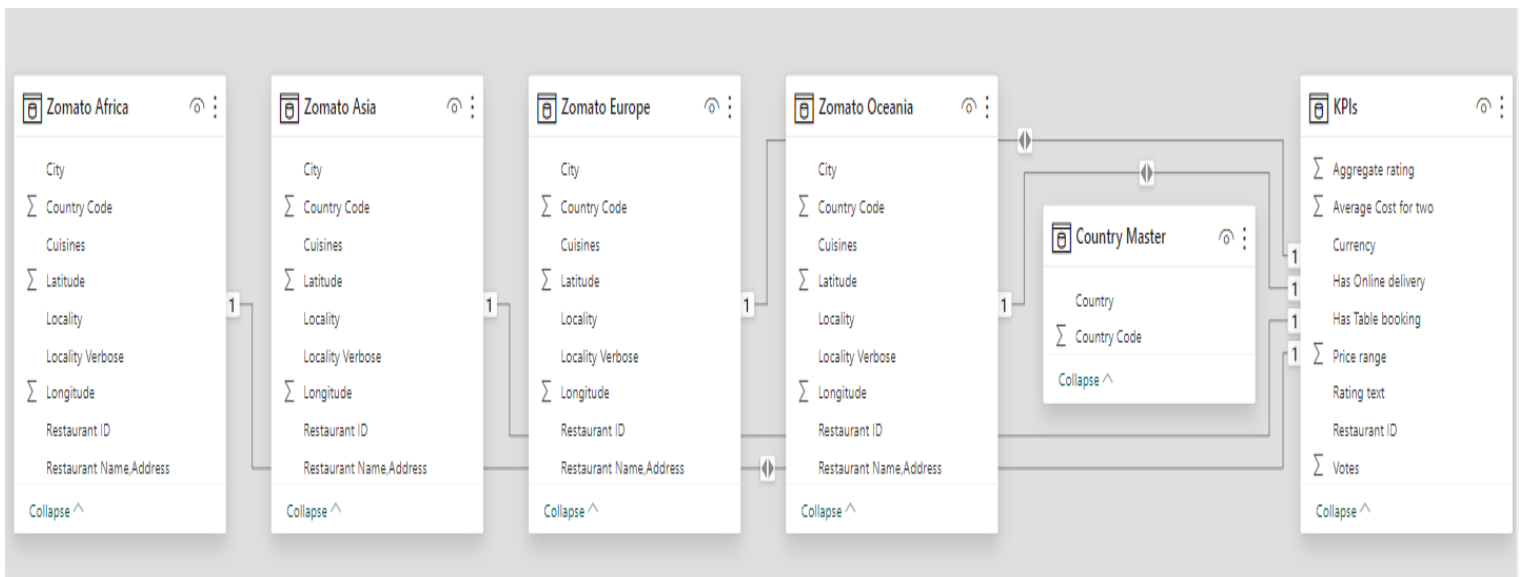 Zomato Africa
City
Country Code
Cuisines
Latitude
Locality
Locality Verbose
Longitude
Restaurant ID
Restaurant Name,Address
Collapse
Zomato Asia
City
Country Code
Cuisines
Latitude
Locality
Locality Verbose
Longitude
Restaurant ID
Restaurant Name,Address
Collapse
Zomato Europe
City
Country Code
Cuisines
Latitude
Locality
Locality Verbose
Longitude
Restaurant ID
Restaurant Name,Address
Collapse
Zomato Oceania
City
Country Code
Cuisines
Latitude
Locality
Locality Verbose
Longitude
Restaurant ID
Restaurant Name,Address
Collapse
Country Master
Country
Country Code
Collapse
KPIs
Aggregate rating
Average Cost for two
Currency
Has Online delivery
Has Table booking
Price range
Rating text
Restaurant ID
Votes
Collapse
1
1
1
1
1
1
1
1